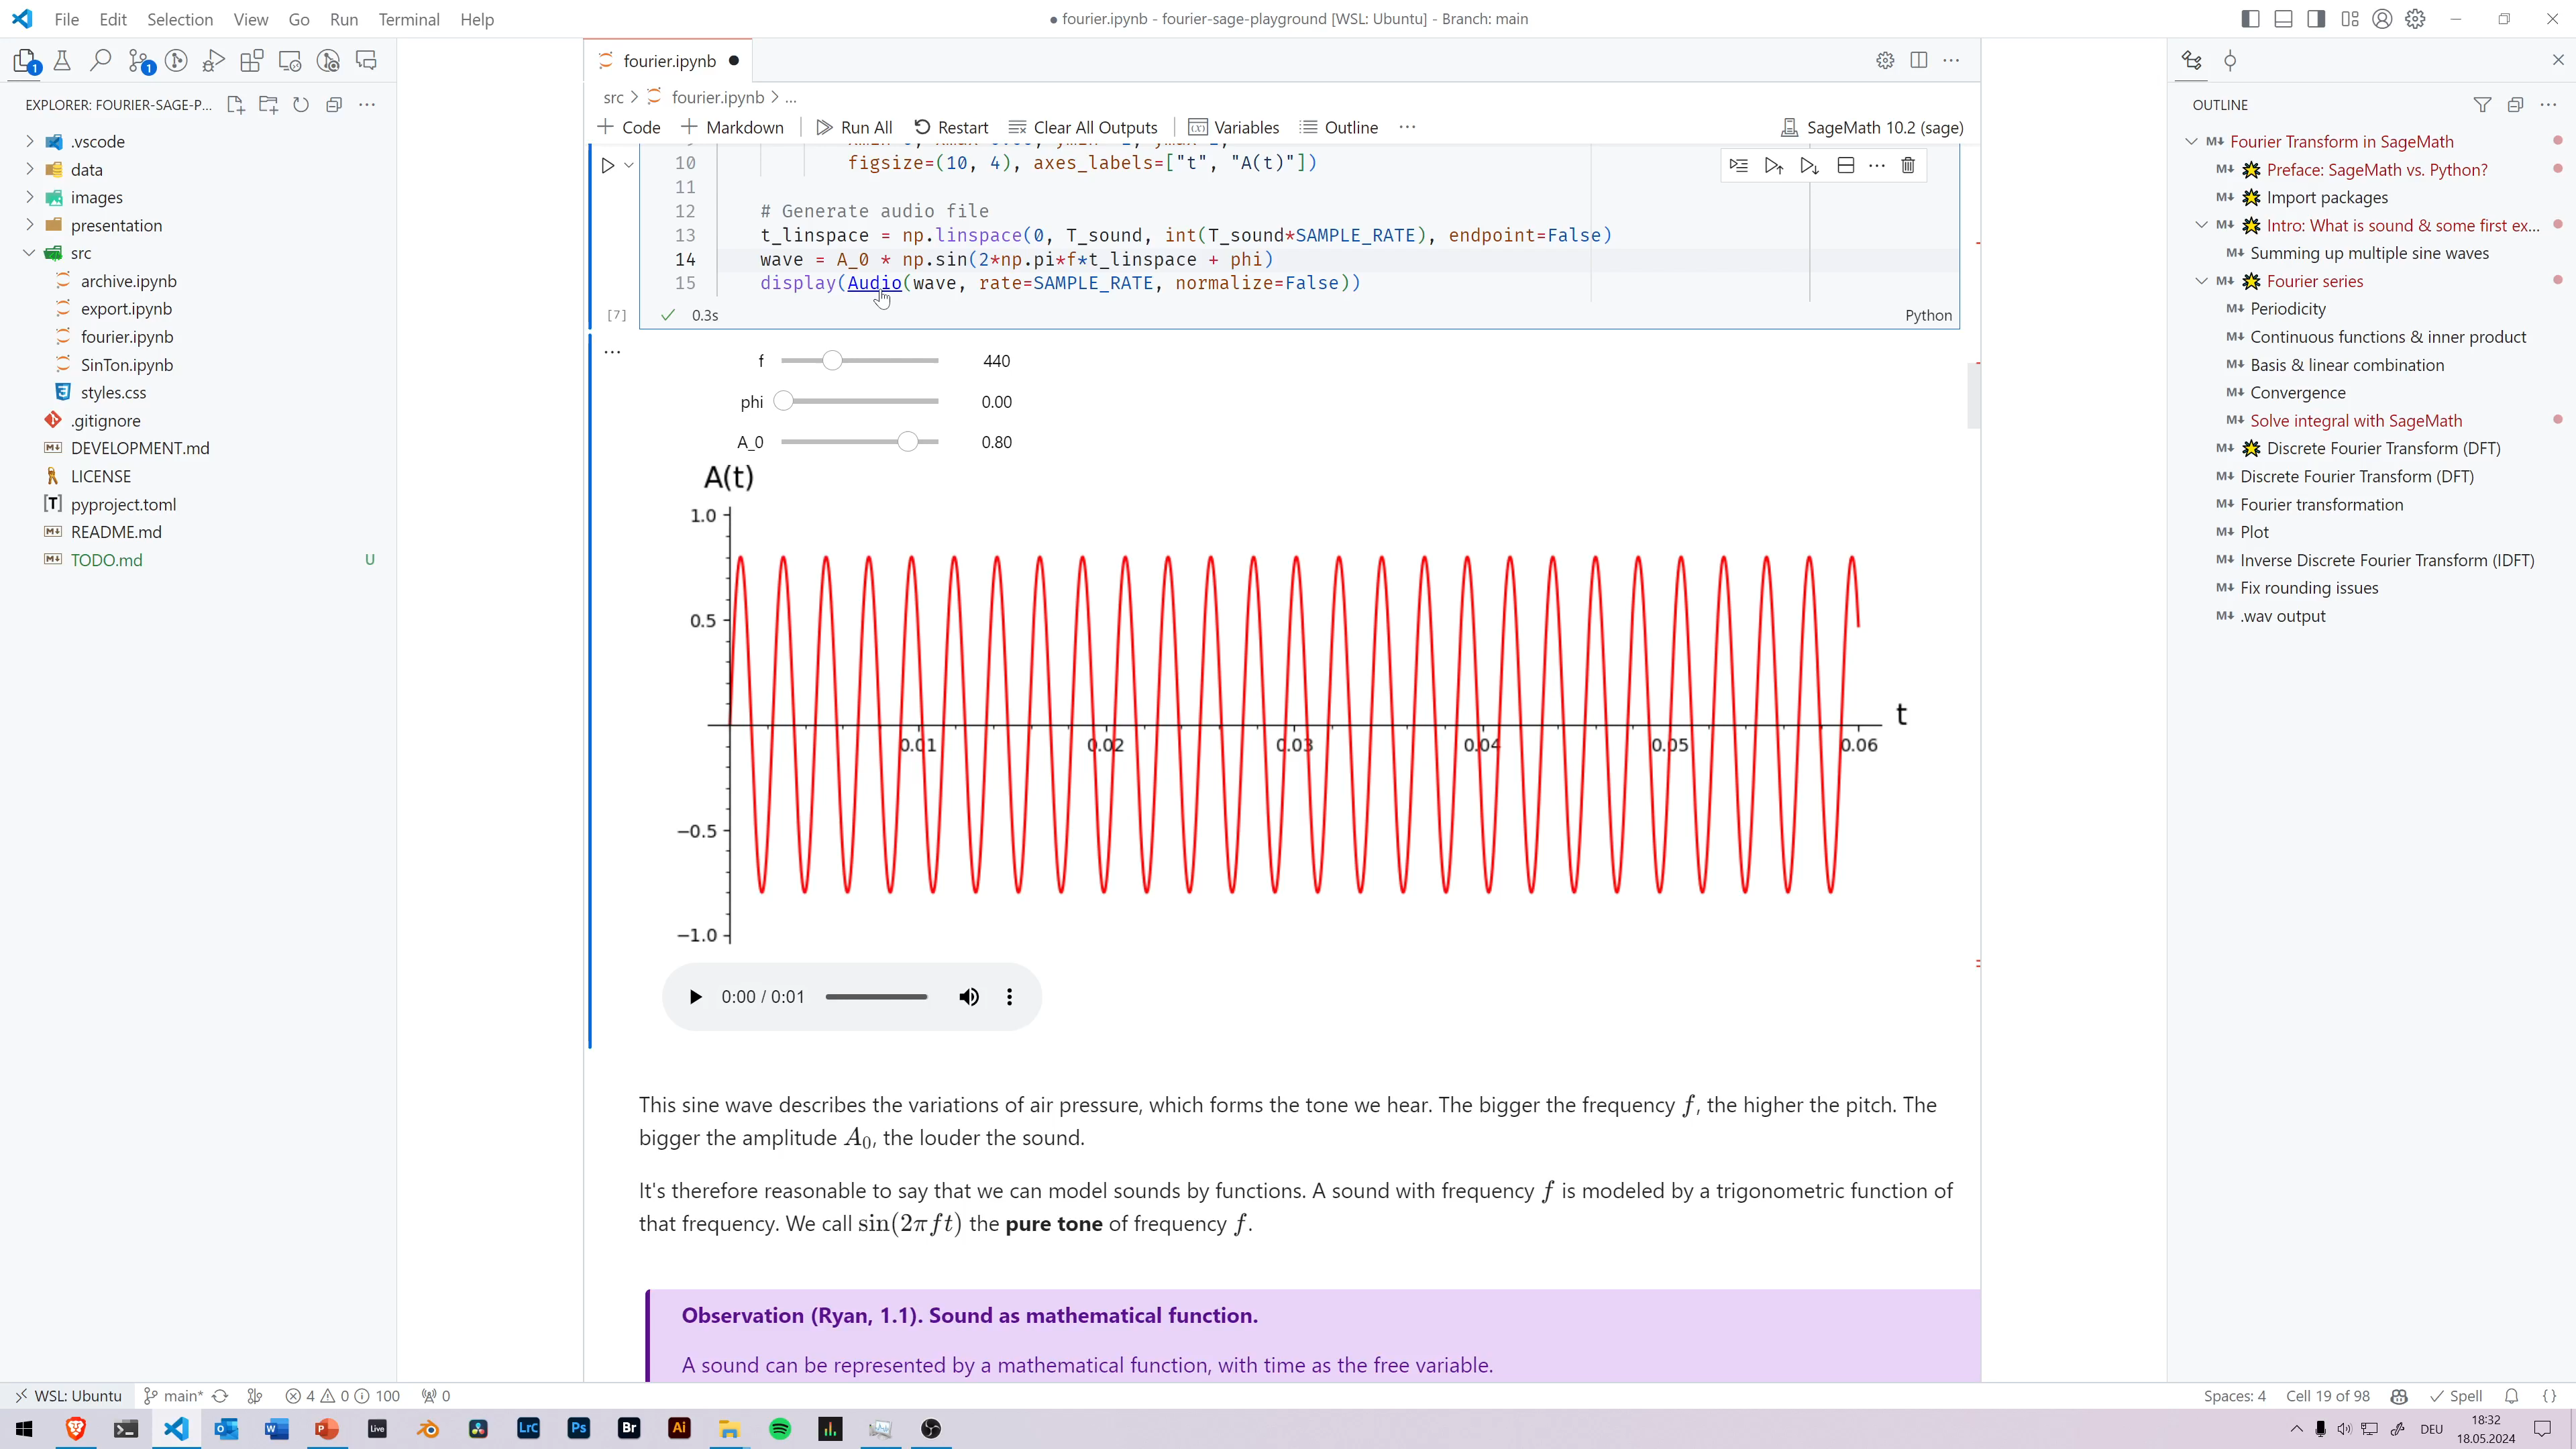 File Edit Selection View Go Run Terminal Help
● fourier.ipynb - fourier-sage-playground [WSL: Ubuntu] - Branch: main
1
1
EXPLORER: FOURIER-SAGE-P...
.vscode
data
images
presentation
src
archive.ipynb
export.ipynb
fourier.ipynb
SinTon.ipynb
styles.css
.gitignore
DEVELOPMENT.md
LICENSE
pyproject.toml
README.md
TODO.md U
fourier.ipynb ●
src > fourier.ipynb > ...
+ Code + Markdown Run All Restart Clear All Outputs Variables Outline ... SageMath 10.2 (sage)
10 figsize=(10, 4), axes_labels=["t", "A(t)"])
11
12 # Generate audio file
13 t_linspace = np.linspace(0, T_sound, int(T_sound*SAMPLE_RATE), endpoint=False)
14 wave = A_0 * np.sin(2*np.pi*f*t_linspace + phi)
15 display(Audio(wave, rate=SAMPLE_RATE, normalize=False))
[7] ✓ 0.3s Python
f 440
phi 0.00
A_0 0.80
A(t)
1.0
0.5
−0.5
−1.0
0.01 0.02 0.03 0.04 0.05 0.06
t
0:00 / 0:01
This sine wave describes the variations of air pressure, which forms the tone we hear. The bigger the frequency f, the higher the pitch. The
bigger the amplitude A₀, the louder the sound.
It's therefore reasonable to say that we can model sounds by functions. A sound with frequency f is modeled by a trigonometric function of
that frequency. We call sin(2πft) the pure tone of frequency f.
Observation (Ryan, 1.1). Sound as mathematical function.
A sound can be represented by a mathematical function, with time as the free variable.
OUTLINE
Fourier Transform in SageMath
Preface: SageMath vs. Python?
Import packages
Intro: What is sound & some first ex...
Summing up multiple sine waves
Fourier series
Periodicity
Continuous functions & inner product
Basis & linear combination
Convergence
Solve integral with SageMath
Discrete Fourier Transform (DFT)
Discrete Fourier Transform (DFT)
Fourier transformation
Plot
Inverse Discrete Fourier Transform (IDFT)
Fix rounding issues
.wav output
WSL: Ubuntu main* 4 0 100 0 Spaces: 4 Cell 19 of 98 Spell
Live LrC Ps Br Ai
DEU
18:32
18.05.2024